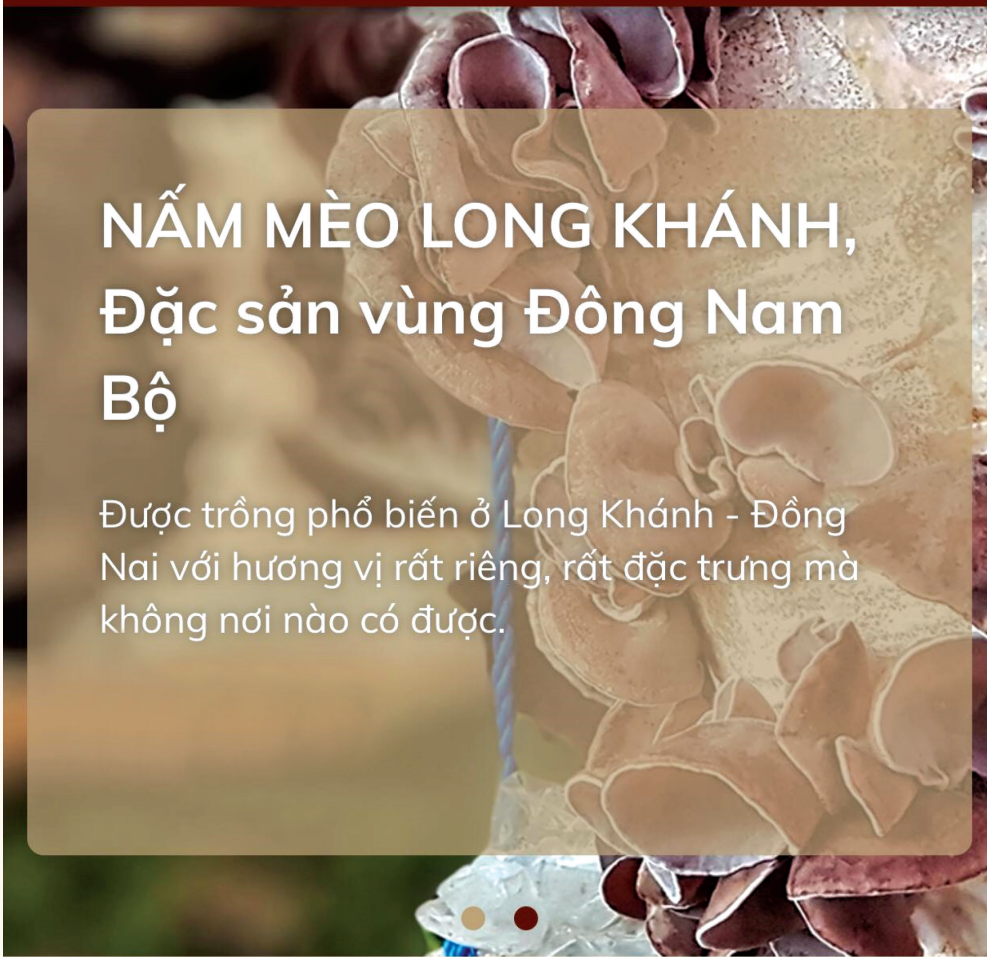 NẤM MÈO LONG KHÁNH,
Đặc sản vùng Đông Nam
Bộ
Được trồng phổ biến ở Long Khánh - Đồng
Nai với hương vị rất riêng, rất đặc trưng mà
không nơi nào có được.